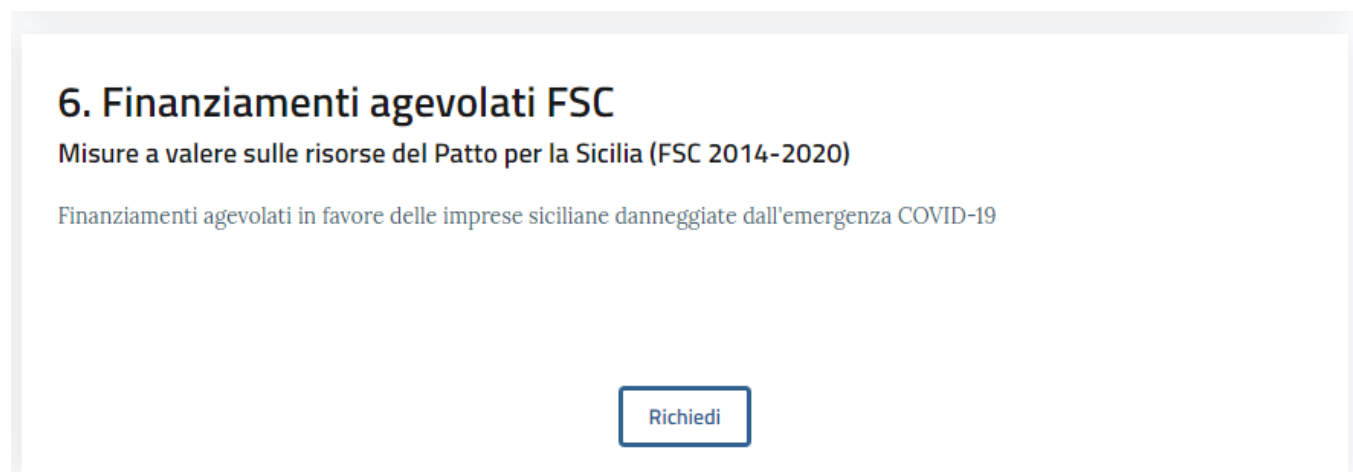 6. Finanziamenti agevolati FSC
Misure a valere sulle risorse del Patto per la Sicilia (FSC 2014-2020)
Finanziamenti agevolati in favore delle imprese siciliane danneggiate dall'emergenza COVID-19
Richiedi